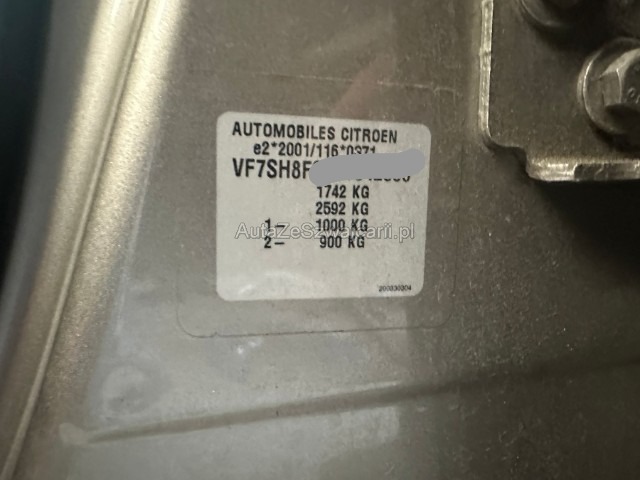 AUTOMOBILES CITROEN
e2*2001/116*0371
VF7SH8F
1742 KG
2592 KG
1- 1000 KG
2- 900 KG
AutaZeSzwajcarii.pl